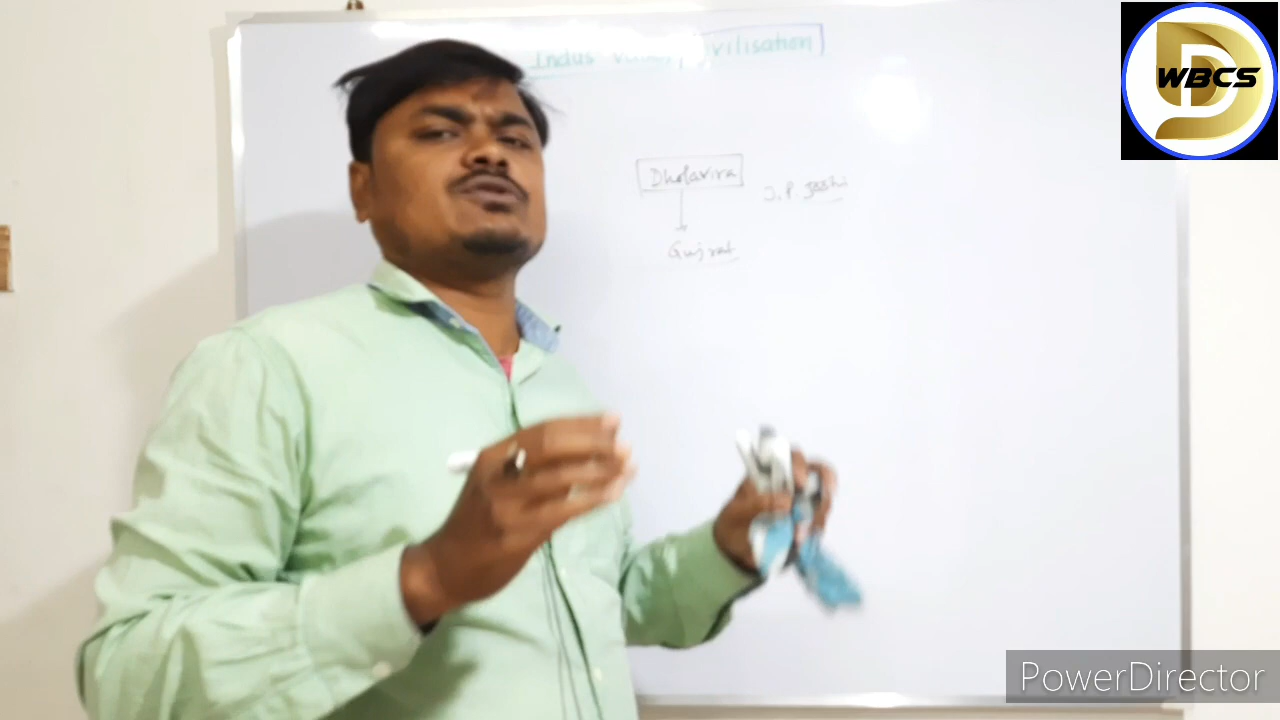 Indus Valley Civilisation
WBCS
Dholavira
J.P Joshi
Gujrat
PowerDirector